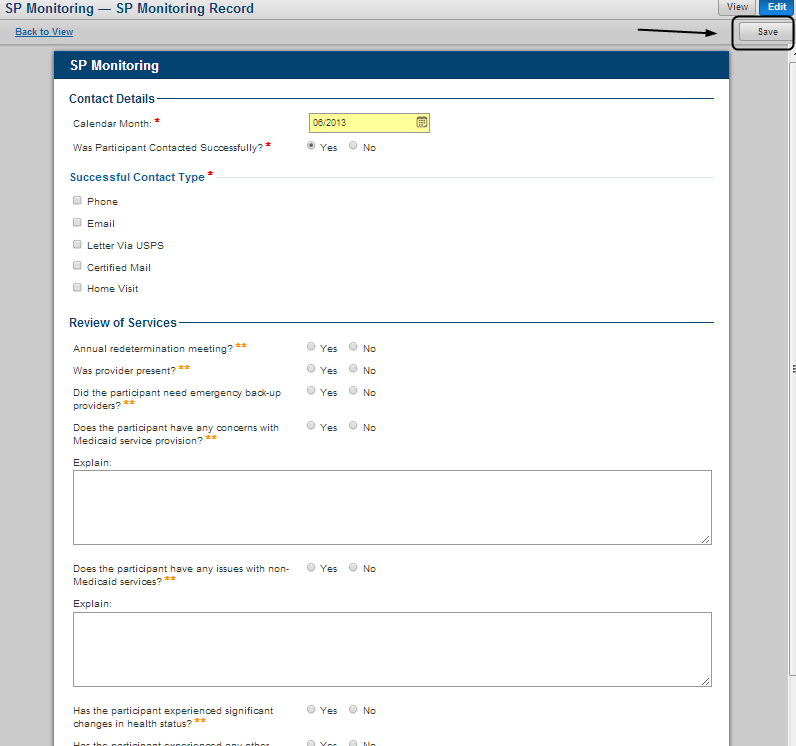 SP Monitoring — SP Monitoring Record
View
Edit
Back to View
Save
SP Monitoring
Contact Details
Calendar Month: *
06/2013
Was Participant Contacted Successfully? *
Yes No
Successful Contact Type *
Phone
Email
Letter Via USPS
Certified Mail
Home Visit
Review of Services
Annual redetermination meeting? **
Yes No
Was provider present? **
Yes No
Did the participant need emergency back-up
providers? **
Yes No
Does the participant have any concerns with
Medicaid service provision? **
Yes No
Explain:
Does the participant have any issues with non-
Medicaid services? **
Yes No
Explain:
Has the participant experienced significant
changes in health status? **
Yes No
Has the participant experienced any other
Yes No